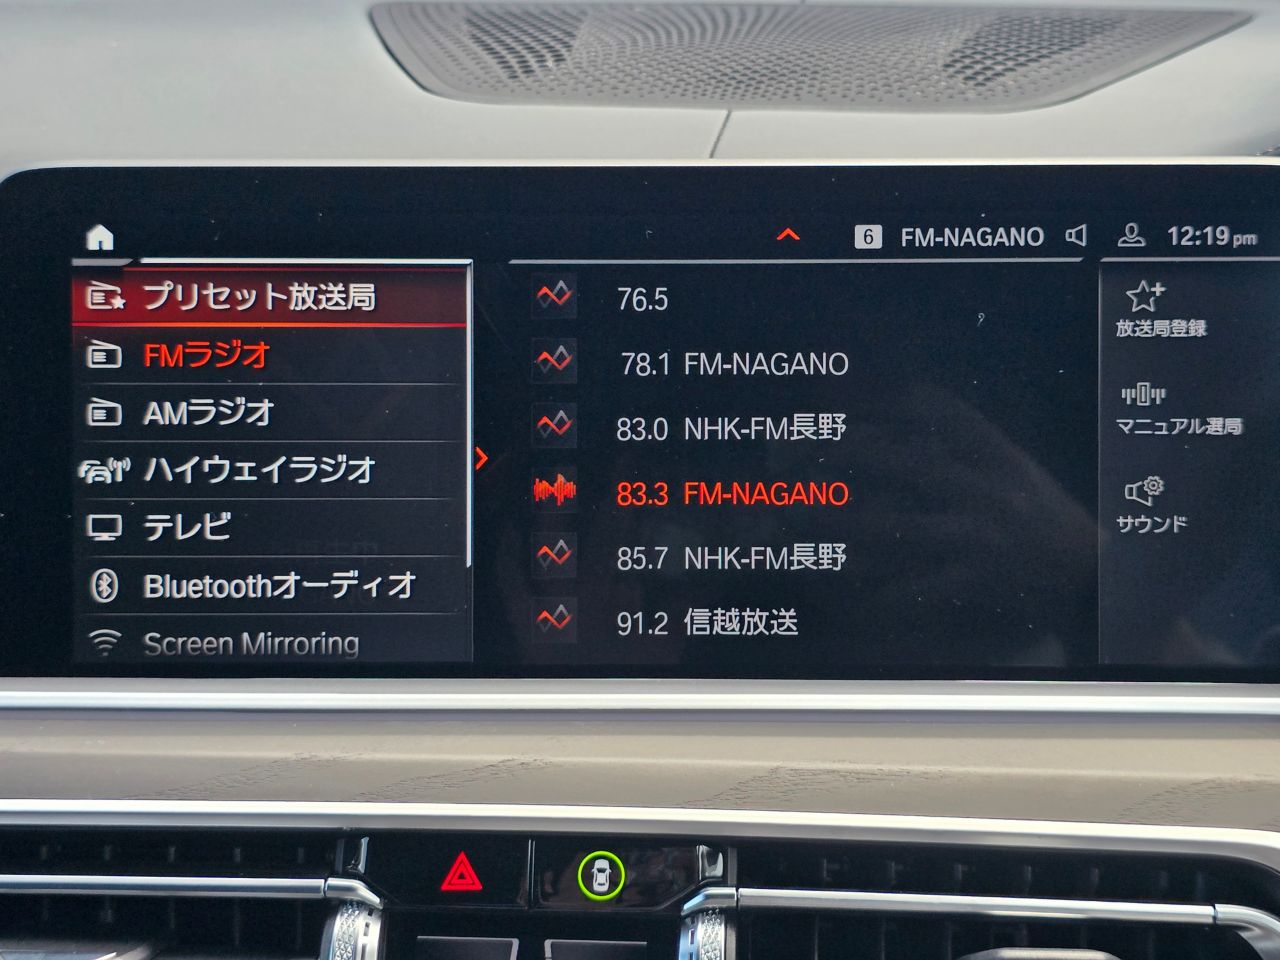 6 FM-NAGANO 12:19 pm
プリセット放送局
FMラジオ
AMラジオ
ハイウェイラジオ
テレビ
Bluetoothオーディオ
Screen Mirroring
76.5
78.1 FM-NAGANO
83.0 NHK-FM長野
83.3 FM-NAGANO
85.7 NHK-FM長野
91.2 信越放送
放送局登録
マニュアル選局
サウンド